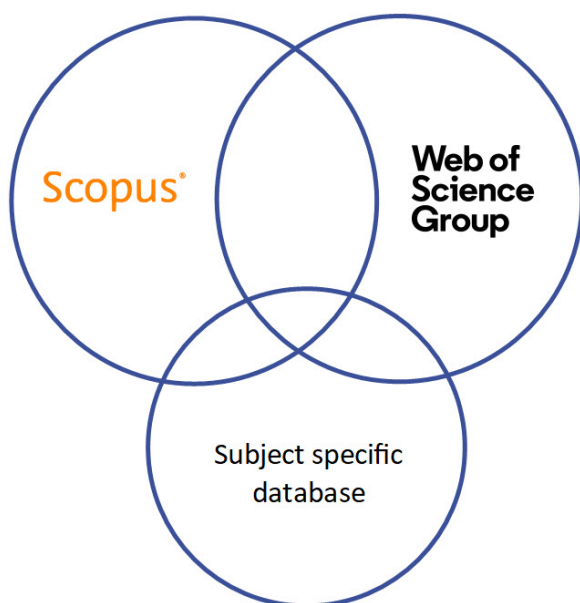 Scopus®
Web of
Science
Group
Subject specific
database